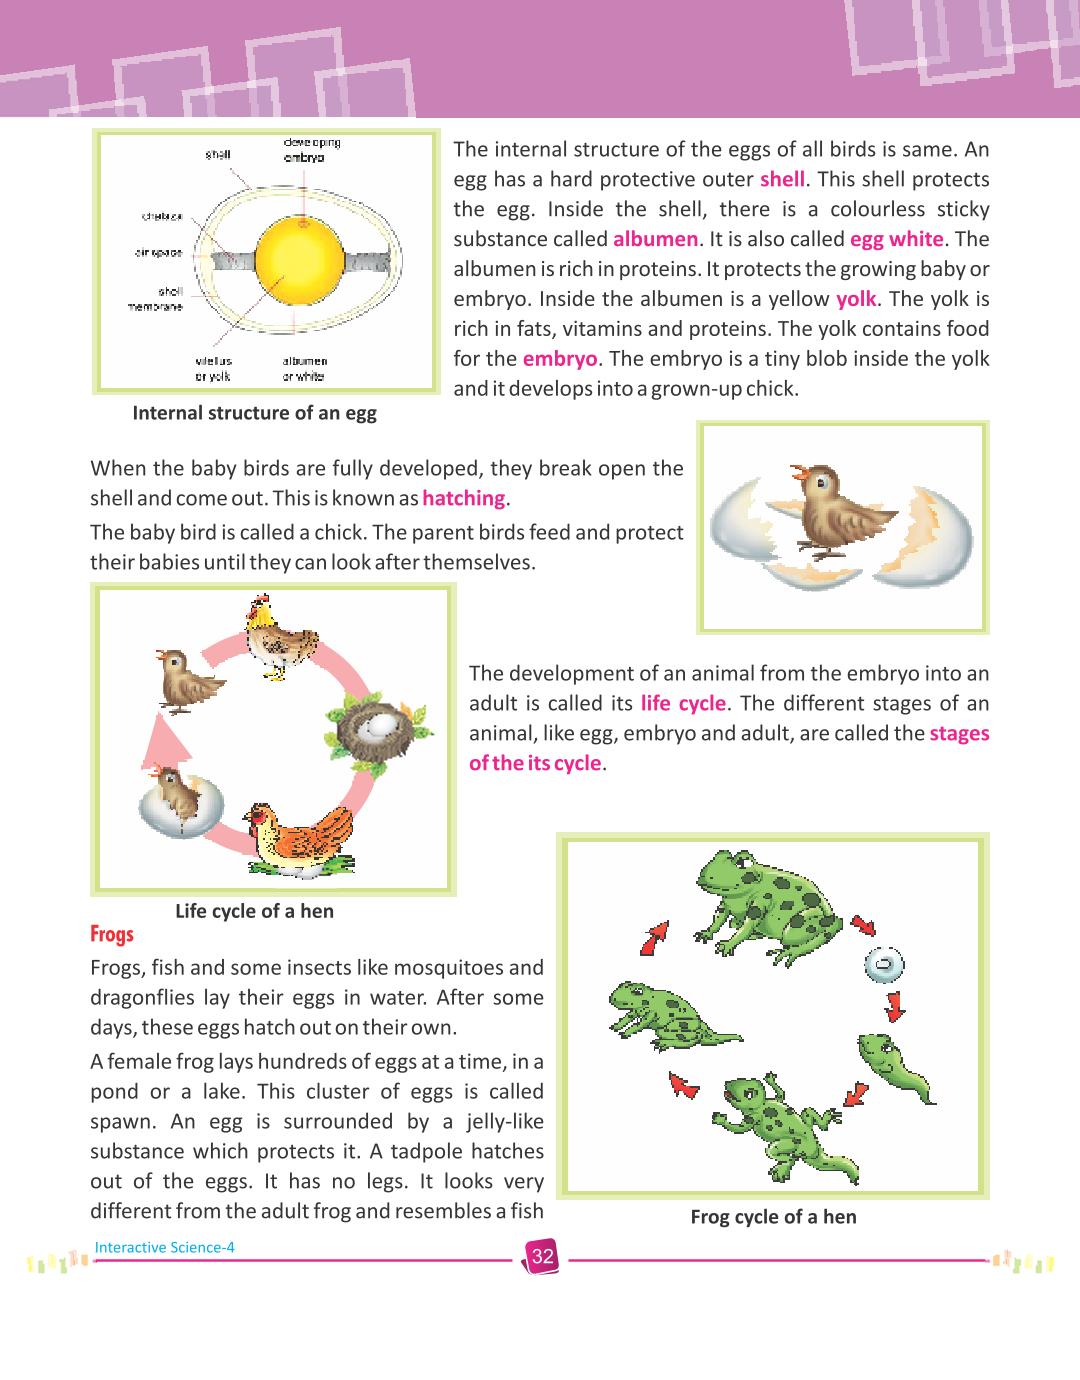 shell
developing
embryo
chalaza
air space
shell
membrane
vitellus
or yolk
albumen
or white
Internal structure of an egg
The internal structure of the eggs of all birds is same. An
egg has a hard protective outer shell. This shell protects
the egg. Inside the shell, there is a colourless sticky
substance called albumen. It is also called egg white. The
albumen is rich in proteins. It protects the growing baby or
embryo. Inside the albumen is a yellow yolk. The yolk is
rich in fats, vitamins and proteins. The yolk contains food
for the embryo. The embryo is a tiny blob inside the yolk
and it develops into a grown-up chick.
When the baby birds are fully developed, they break open the
shell and come out. This is known as hatching.
The baby bird is called a chick. The parent birds feed and protect
their babies until they can look after themselves.
The development of an animal from the embryo into an
adult is called its life cycle. The different stages of an
animal, like egg, embryo and adult, are called the stages
of the its cycle.
Life cycle of a hen
Frogs
Frogs, fish and some insects like mosquitoes and
dragonflies lay their eggs in water. After some
days, these eggs hatch out on their own.
A female frog lays hundreds of eggs at a time, in a
pond or a lake. This cluster of eggs is called
spawn. An egg is surrounded by a jelly-like
substance which protects it. A tadpole hatches
out of the eggs. It has no legs. It looks very
different from the adult frog and resembles a fish
Frog cycle of a hen
Interactive Science-4
32